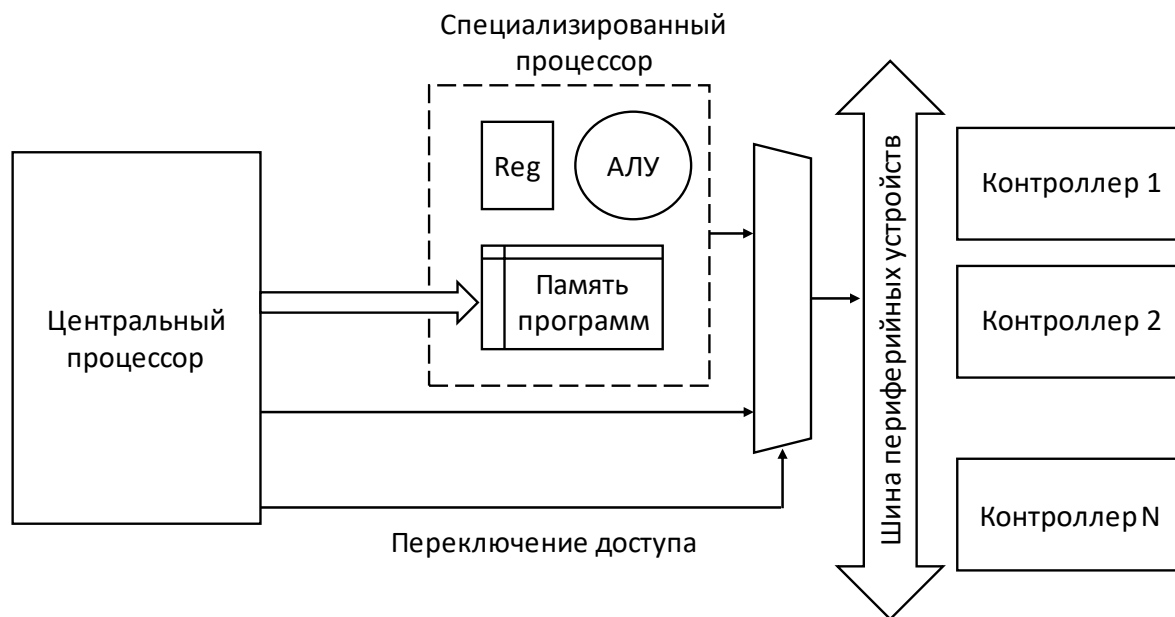 Специализированный
процессор
Reg
АЛУ
Память
программ
Центральный
процессор
Переключение доступа
Шина периферийных устройств
Контроллер 1
Контроллер 2
Контроллер N